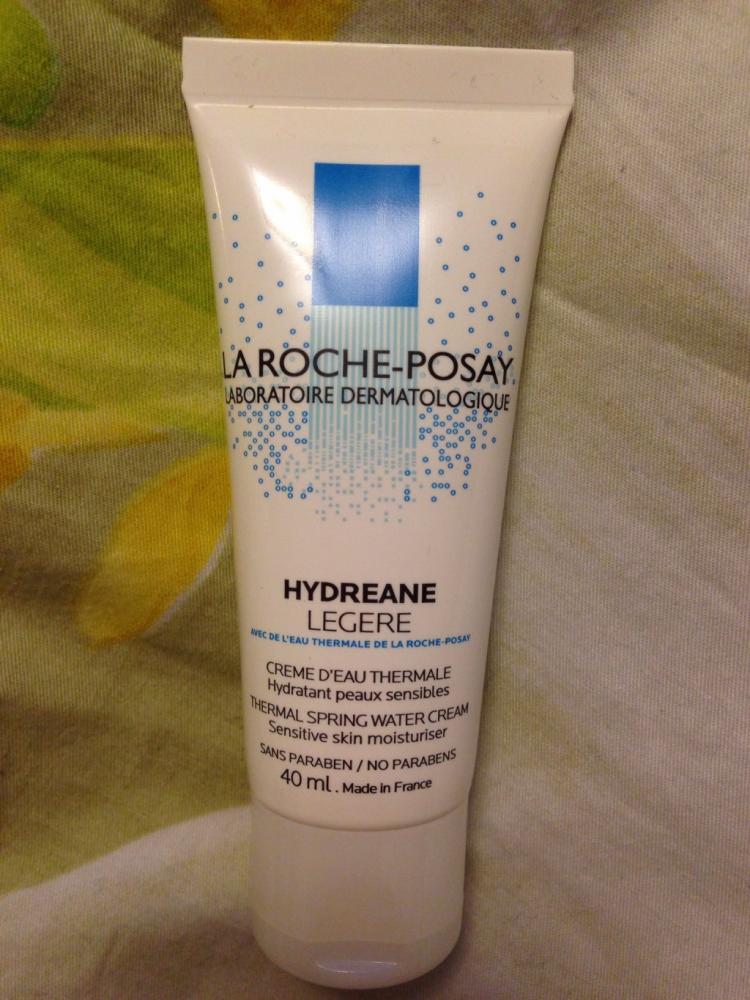 LA ROCHE-POSAY
LABORATOIRE DERMATOLOGIQUE
HYDREANE
LEGERE
AVEC DE L'EAU THERMALE DE LA ROCHE-POSAY
CREME D'EAU THERMALE
Hydratant peaux sensibles
THERMAL SPRING WATER CREAM
Sensitive skin moisturiser
SANS PARABEN / NO PARABENS
40 ml . Made in France